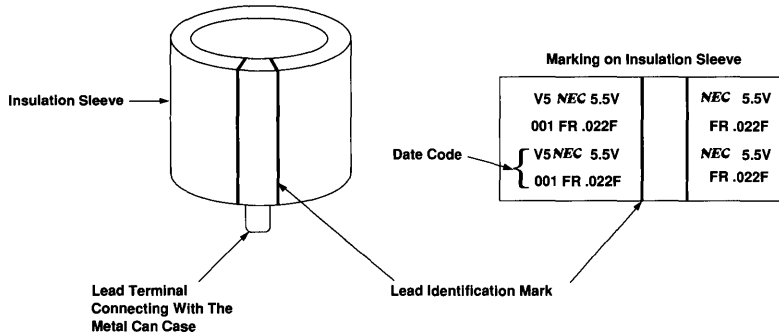 Marking on Insulation Sleeve
Insulation Sleeve
V5 NEC 5.5V NEC 5.5V
001 FR .022F FR .022F
Date Code
V5 NEC 5.5V NEC 5.5V
001 FR .022F FR .022F
Lead Terminal
Connecting With The
Metal Can Case
Lead Identification Mark